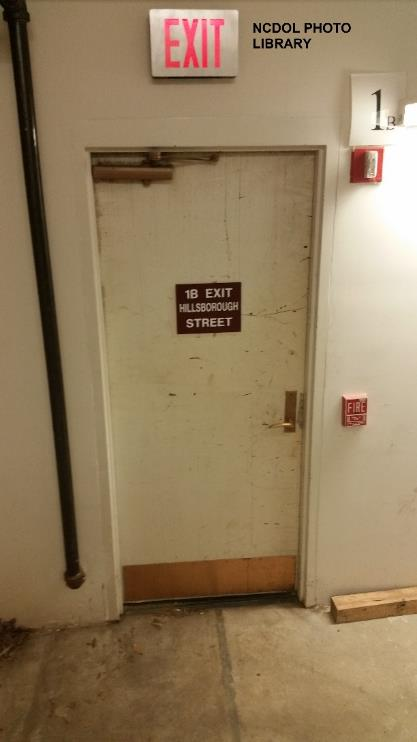 EXIT
NCDOL PHOTO
LIBRARY
1B
1B EXIT
HILLSBOROUGH
STREET
FIRE